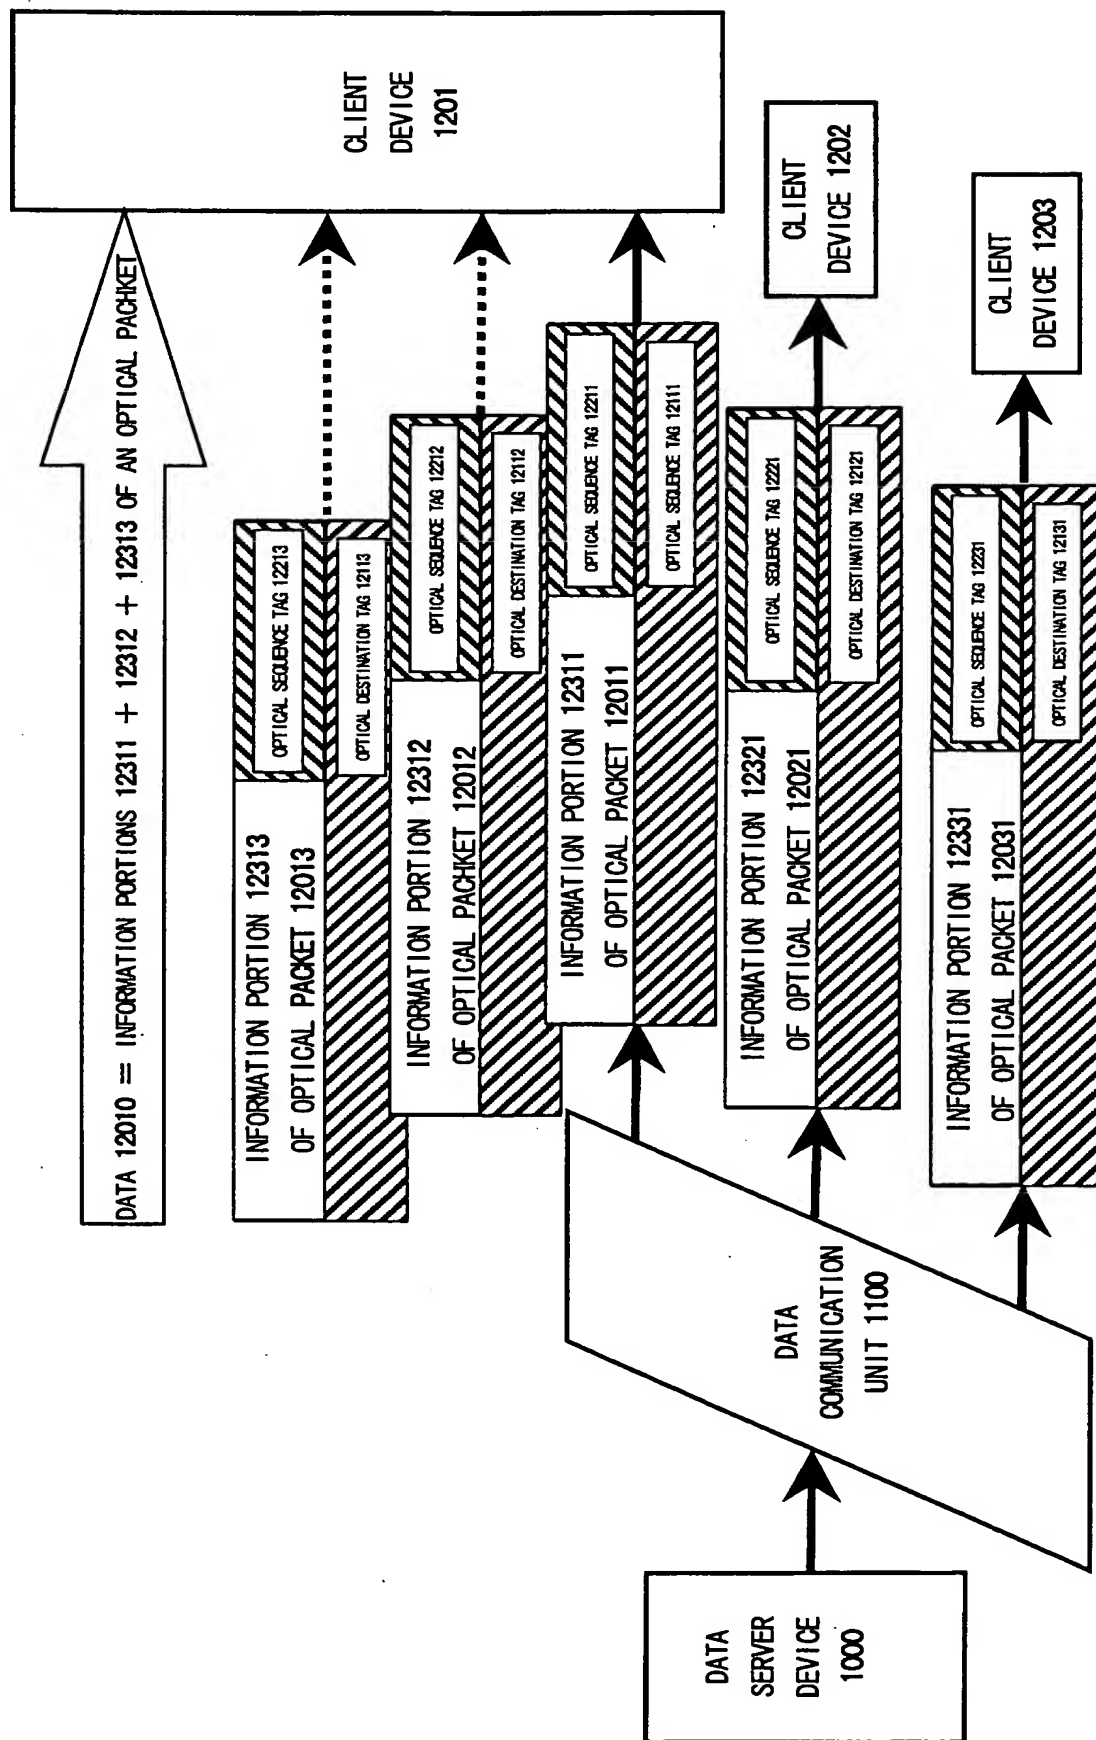 DATA 12010 = INFORMATION PORTIONS 12311 + 12312 + 12313 OF AN OPTICAL PACHKET
CLIENT
DEVICE
1201
INFORMATION PORTION 12313
OF OPTICAL PACKET 12013
OPTICAL SEQUENCE TAG 12213
OPTICAL DESTINATION TAG 12113
INFORMATION PORTION 12312
OF OPTICAL PACHKET 12012
OPTICAL SEQUENCE TAG 12212
OPTICAL DESTINATION TAG 12112
INFORMATION PORTION 12311
OF OPTICAL PACKET 12011
OPTICAL SEQUENCE TAG 12211
OPTICAL SEQUENCE TAG 12111
INFORMATION PORTION 12321
OF OPTICAL PACKET 12021
OPTICAL SEQUENCE TAG 12221
OPTICAL DESTINATION TAG 12121
CLIENT
DEVICE 1202
INFORMATION PORTION 12331
OF OPTICAL PACKET 12031
OPTICAL SEQUENCE TAG 12231
OPTICAL DESTINATION TAG 12131
CLIENT
DEVICE 1203
DATA
COMMUNICATION
UNIT 1100
DATA
SERVER
DEVICE
1000